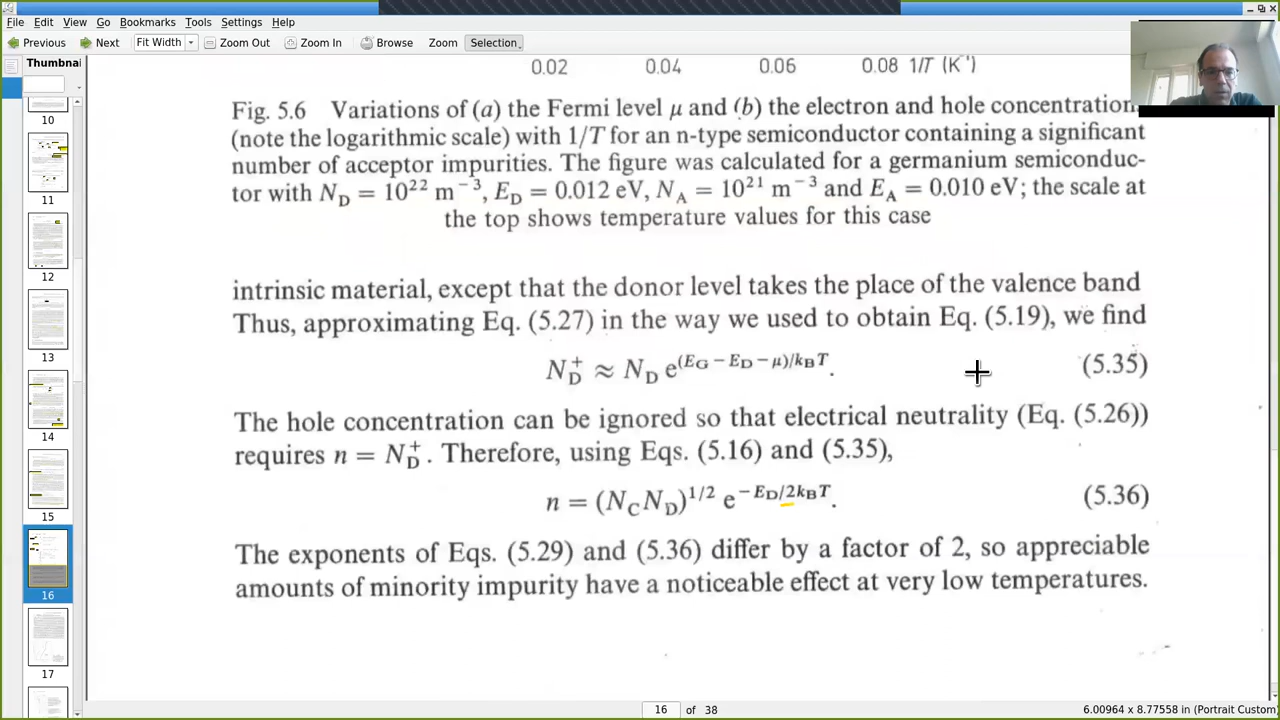 File Edit View Go Bookmarks Tools Settings Help
Previous Next Fit Width Zoom Out Zoom In Browse Zoom Selection
Thumbnai
10
11
12
13
14
15
16
17
0.02 0.04 0.06 0.08 1/T (K⁻¹)
Fig. 5.6 Variations of (a) the Fermi level μ and (b) the electron and hole concentration
(note the logarithmic scale) with 1/T for an n-type semiconductor containing a significant
number of acceptor impurities. The figure was calculated for a germanium semiconduc-
tor with N_D = 10²² m⁻³, E_D = 0.012 eV, N_A = 10²¹ m⁻³ and E_A = 0.010 eV; the scale at
the top shows temperature values for this case
intrinsic material, except that the donor level takes the place of the valence band
Thus, approximating Eq. (5.27) in the way we used to obtain Eq. (5.19), we find
N_D⁺ ≈ N_D e^{(E_G − E_D − μ)/k_BT}. (5.35)
The hole concentration can be ignored so that electrical neutrality (Eq. (5.26))
requires n = N_D⁺. Therefore, using Eqs. (5.16) and (5.35),
n = (N_C N_D)^{1/2} e^{−E_D/2k_BT}. (5.36)
The exponents of Eqs. (5.29) and (5.36) differ by a factor of 2, so appreciable
amounts of minority impurity have a noticeable effect at very low temperatures.
16 of 38 6.00964 x 8.77558 in (Portrait Custom)